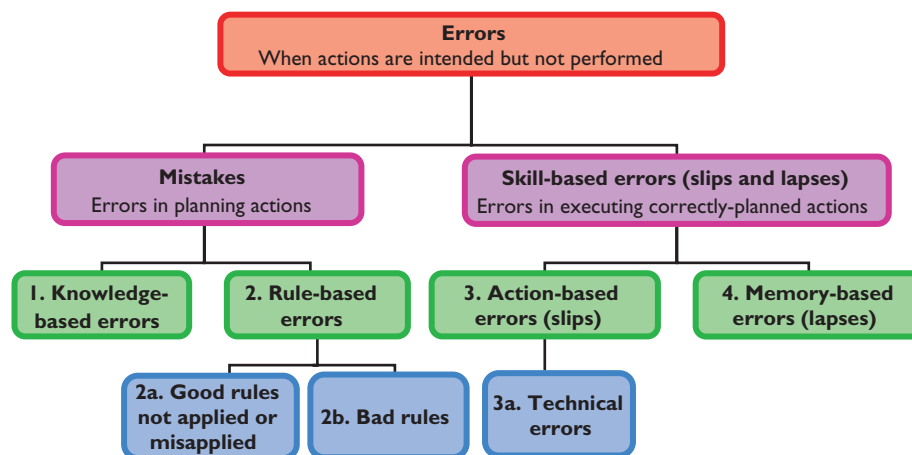 Errors
When actions are intended but not performed
Mistakes
Errors in planning actions
Skill-based errors (slips and lapses)
Errors in executing correctly-planned actions
1. Knowledge-
based errors
2. Rule-based
errors
3. Action-based
errors (slips)
4. Memory-based
errors (lapses)
2a. Good rules
not applied or
misapplied
2b. Bad rules
3a. Technical
errors